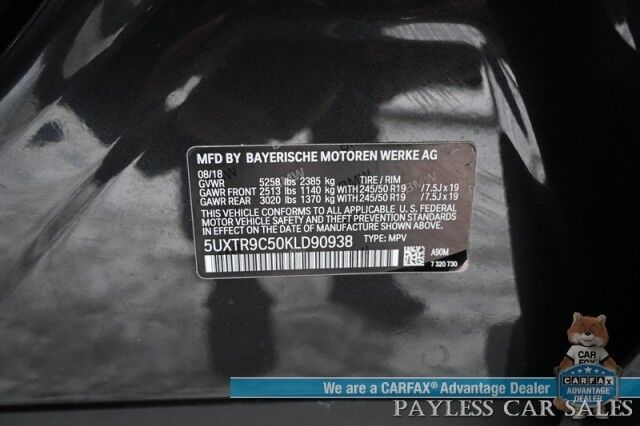 MFD BY BAYERISCHE MOTOREN WERKE AG
08/18
GVWR 5258 lbs 2385 kg TIRE / RIM
GAWR FRONT 2513 lbs 1140 kg WITH 245/50 R19 /7.5J x 19
GAWR REAR 3020 lbs 1370 kg WITH 245/50 R19 /7.5J x 19
THIS VEHICLE CONFORMS TO ALL APPLICABLE U. S. FEDERAL
MOTOR VEHICLE SAFETY, BUMPER, AND THEFT PREVENTION
STANDARDS IN EFFECT ON THE DATE OF MANUFACTURE SHOWN ABOVE.
5UXTR9C50KLD90938 TYPE: MPV
A90M
7 320 730
CAR FOX
We are a CARFAX® Advantage Dealer
CARFAX
ADVANTAGE
DEALER
PAYLESS CAR SALES